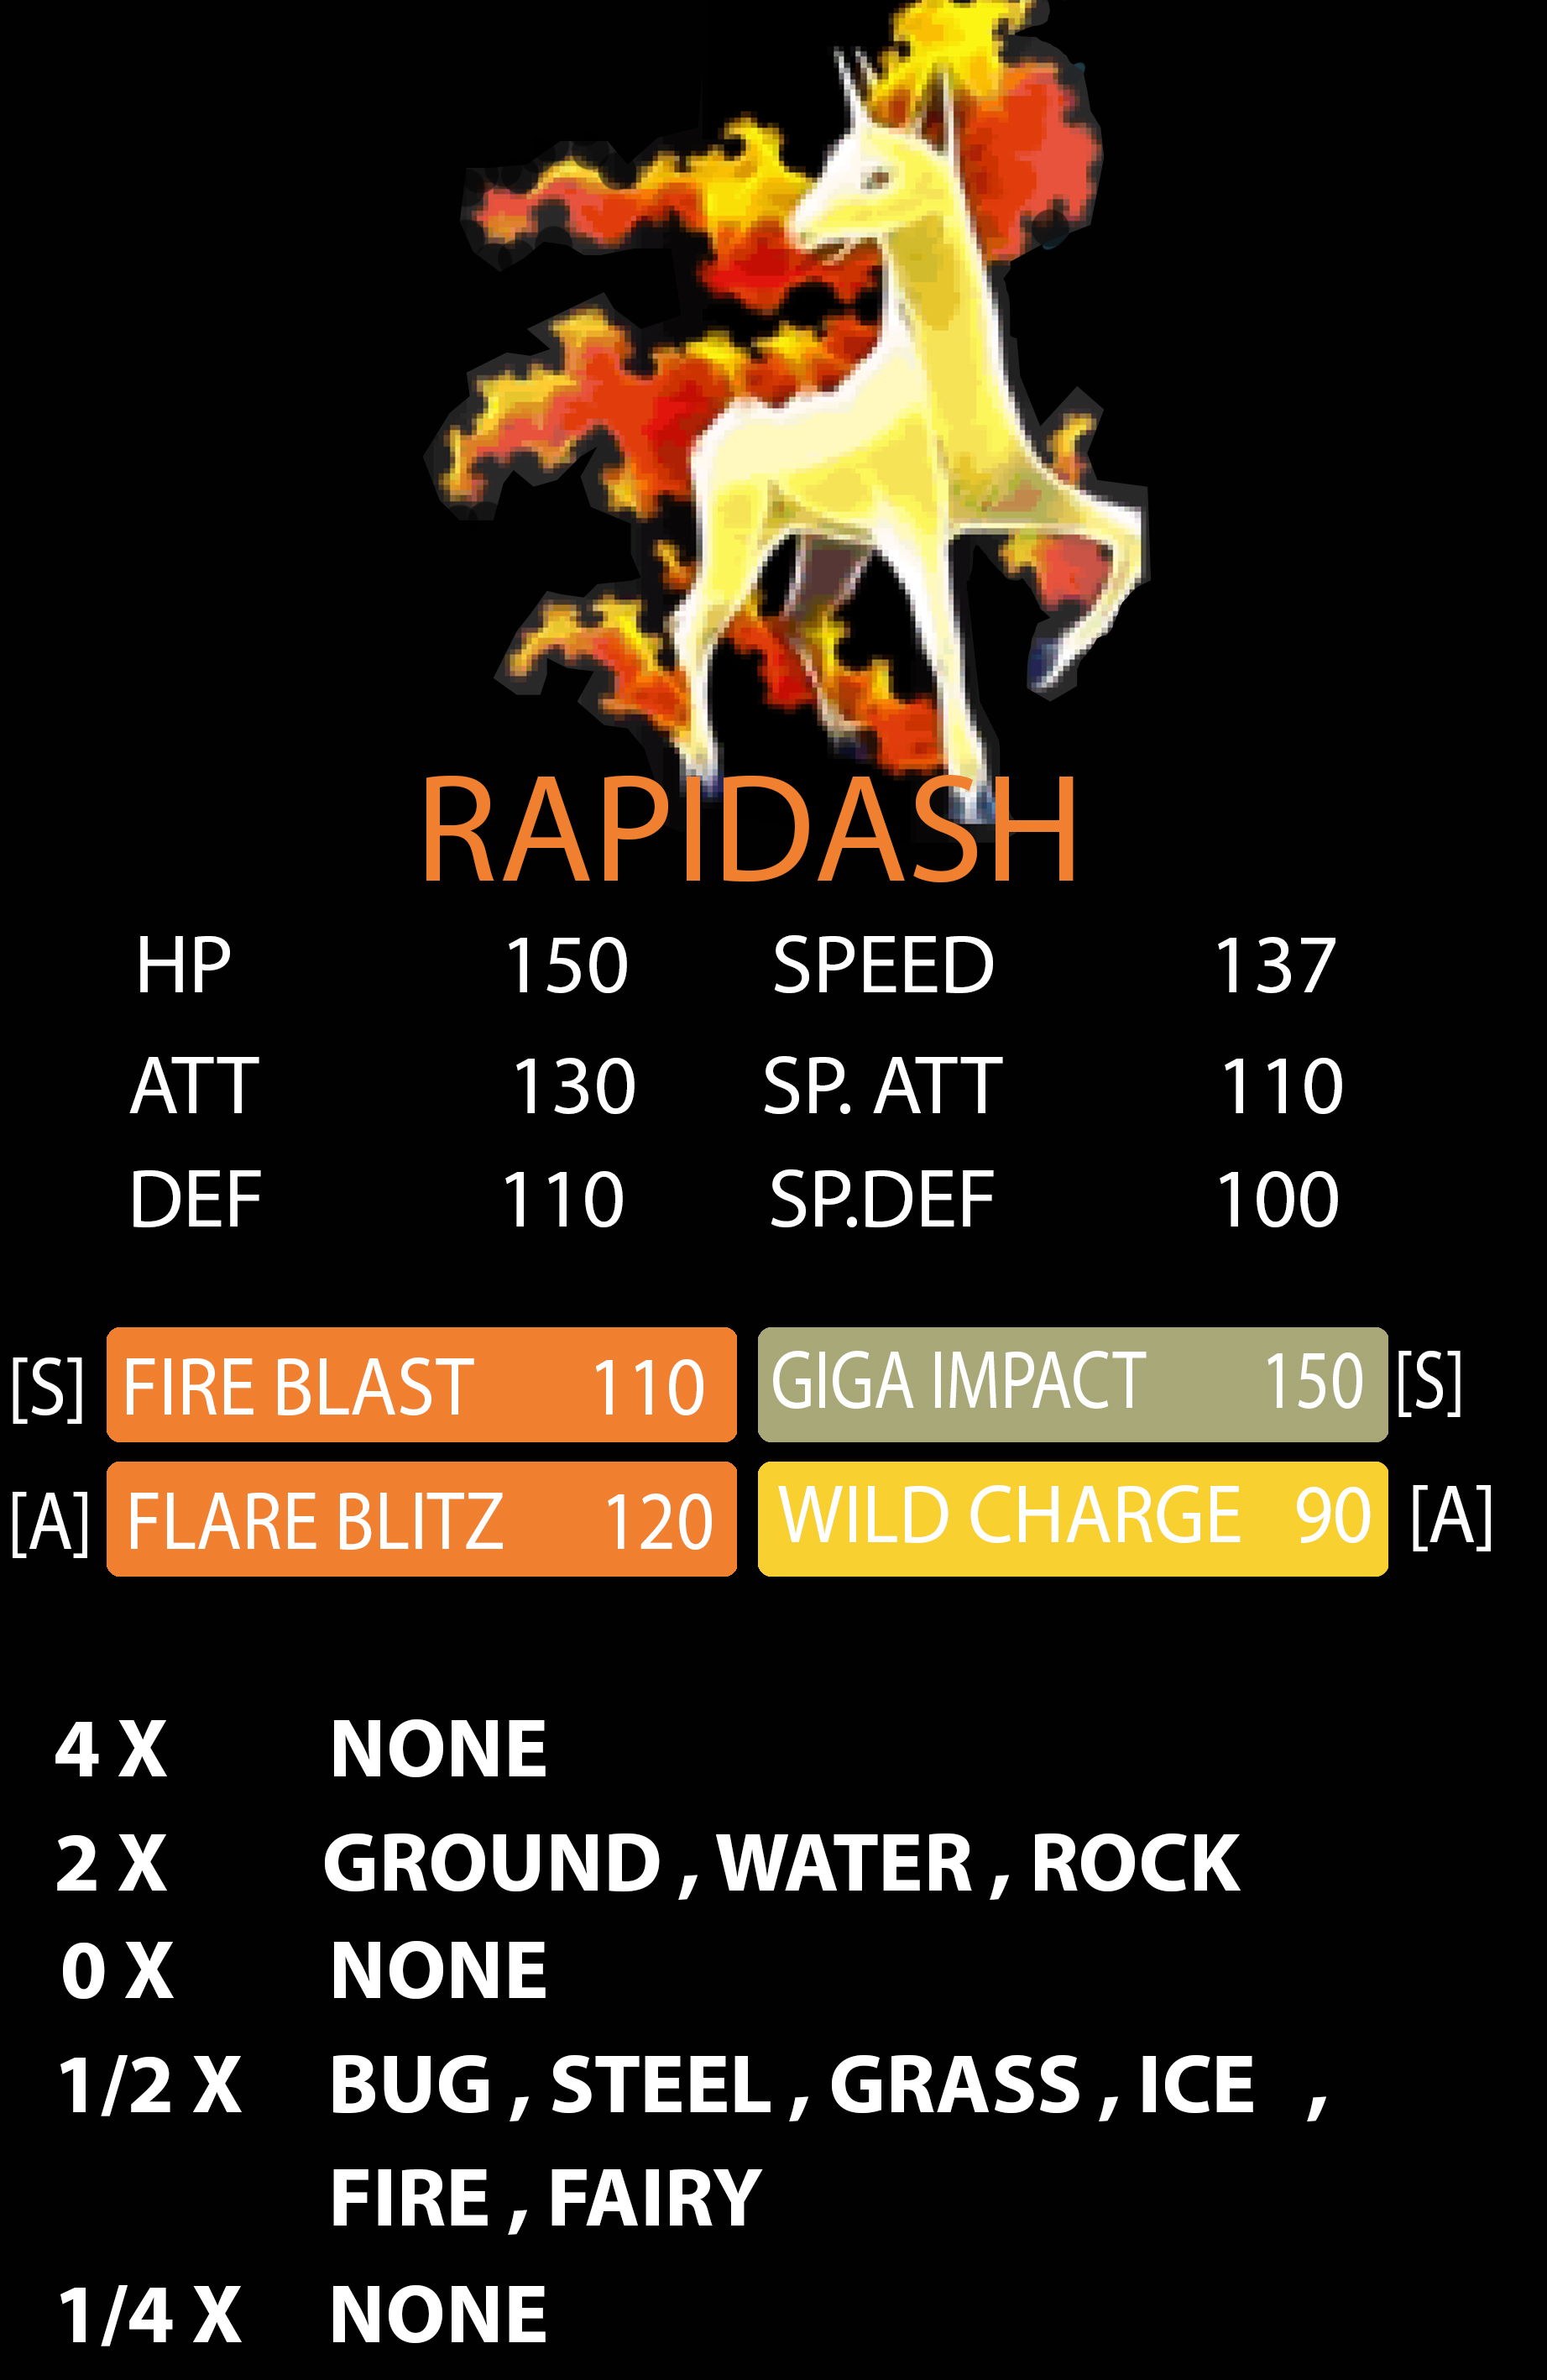 RAPIDASH
HP 150 SPEED 137
ATT 130 SP. ATT 110
DEF 110 SP.DEF 100
[S] FIRE BLAST 110 GIGA IMPACT 150 [S]
[A] FLARE BLITZ 120 WILD CHARGE 90 [A]
4 X NONE
2 X GROUND , WATER , ROCK
0 X NONE
1/2 X BUG , STEEL , GRASS , ICE ,
FIRE , FAIRY
1/4 X NONE